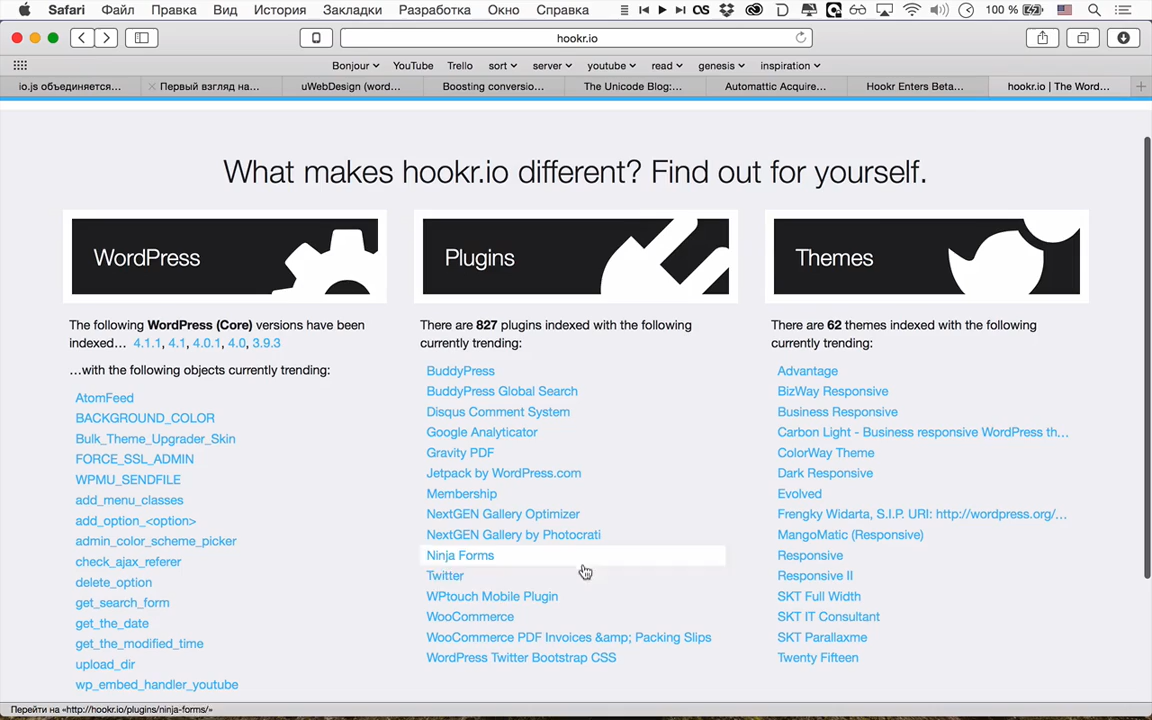 Safari Файл Правка Вид История Закладки Разработка Окно Справка 100 %
hookr.io
Bonjour YouTube Trello sort server youtube read genesis inspiration
io.js объединяется... Первый взгляд на... uWebDesign (word... Boosting conversio... The Unicode Blog:... Automattic Acquire... Hookr Enters Beta... hookr.io | The Word...
What makes hookr.io different? Find out for yourself.
WordPress
The following WordPress (Core) versions have been
indexed… 4.1.1, 4.1, 4.0.1, 4.0, 3.9.3
…with the following objects currently trending:
AtomFeed
BACKGROUND_COLOR
Bulk_Theme_Upgrader_Skin
FORCE_SSL_ADMIN
WPMU_SENDFILE
add_menu_classes
add_option_<option>
admin_color_scheme_picker
check_ajax_referer
delete_option
get_search_form
get_the_date
get_the_modified_time
upload_dir
wp_embed_handler_youtube
Plugins
There are 827 plugins indexed with the following
currently trending:
BuddyPress
BuddyPress Global Search
Disqus Comment System
Google Analyticator
Gravity PDF
Jetpack by WordPress.com
Membership
NextGEN Gallery Optimizer
NextGEN Gallery by Photocrati
Ninja Forms
Twitter
WPtouch Mobile Plugin
WooCommerce
WooCommerce PDF Invoices &amp; Packing Slips
WordPress Twitter Bootstrap CSS
Themes
There are 62 themes indexed with the following
currently trending:
Advantage
BizWay Responsive
Business Responsive
Carbon Light - Business responsive WordPress th...
ColorWay Theme
Dark Responsive
Evolved
Frengky Widarta, S.I.P. URI: http://wordpress.org/...
MangoMatic (Responsive)
Responsive
Responsive II
SKT Full Width
SKT IT Consultant
SKT Parallaxme
Twenty Fifteen
Перейти на «http://hookr.io/plugins/ninja-forms/»